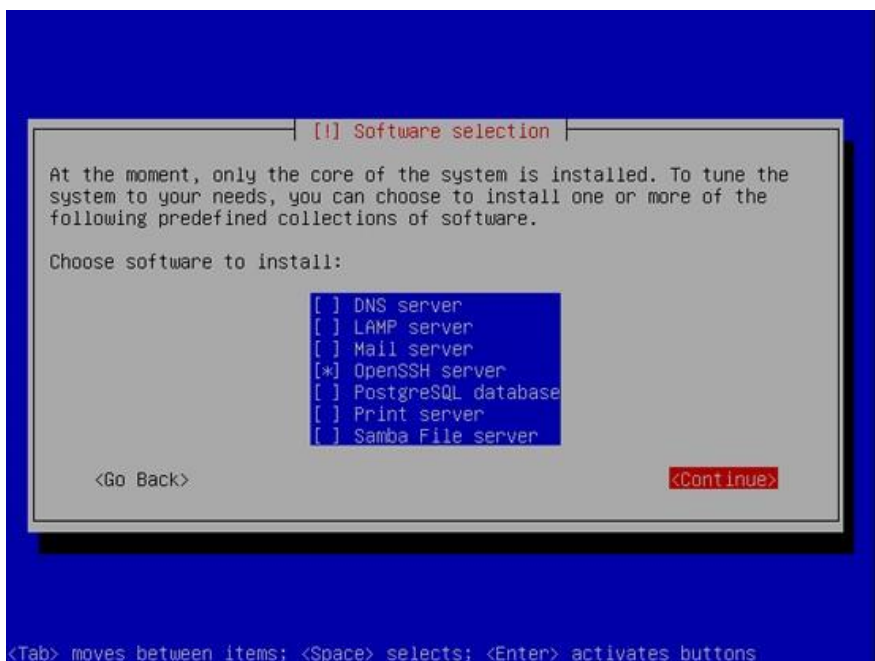 [!] Software selection
At the moment, only the core of the system is installed. To tune the
system to your needs, you can choose to install one or more of the
following predefined collections of software.
Choose software to install:
[ ] DNS server
[ ] LAMP server
[ ] Mail server
[*] OpenSSH server
[ ] PostgreSQL database
[ ] Print server
[ ] Samba File server
<Go Back> <Continue>
<Tab> moves between items; <Space> selects; <Enter> activates buttons